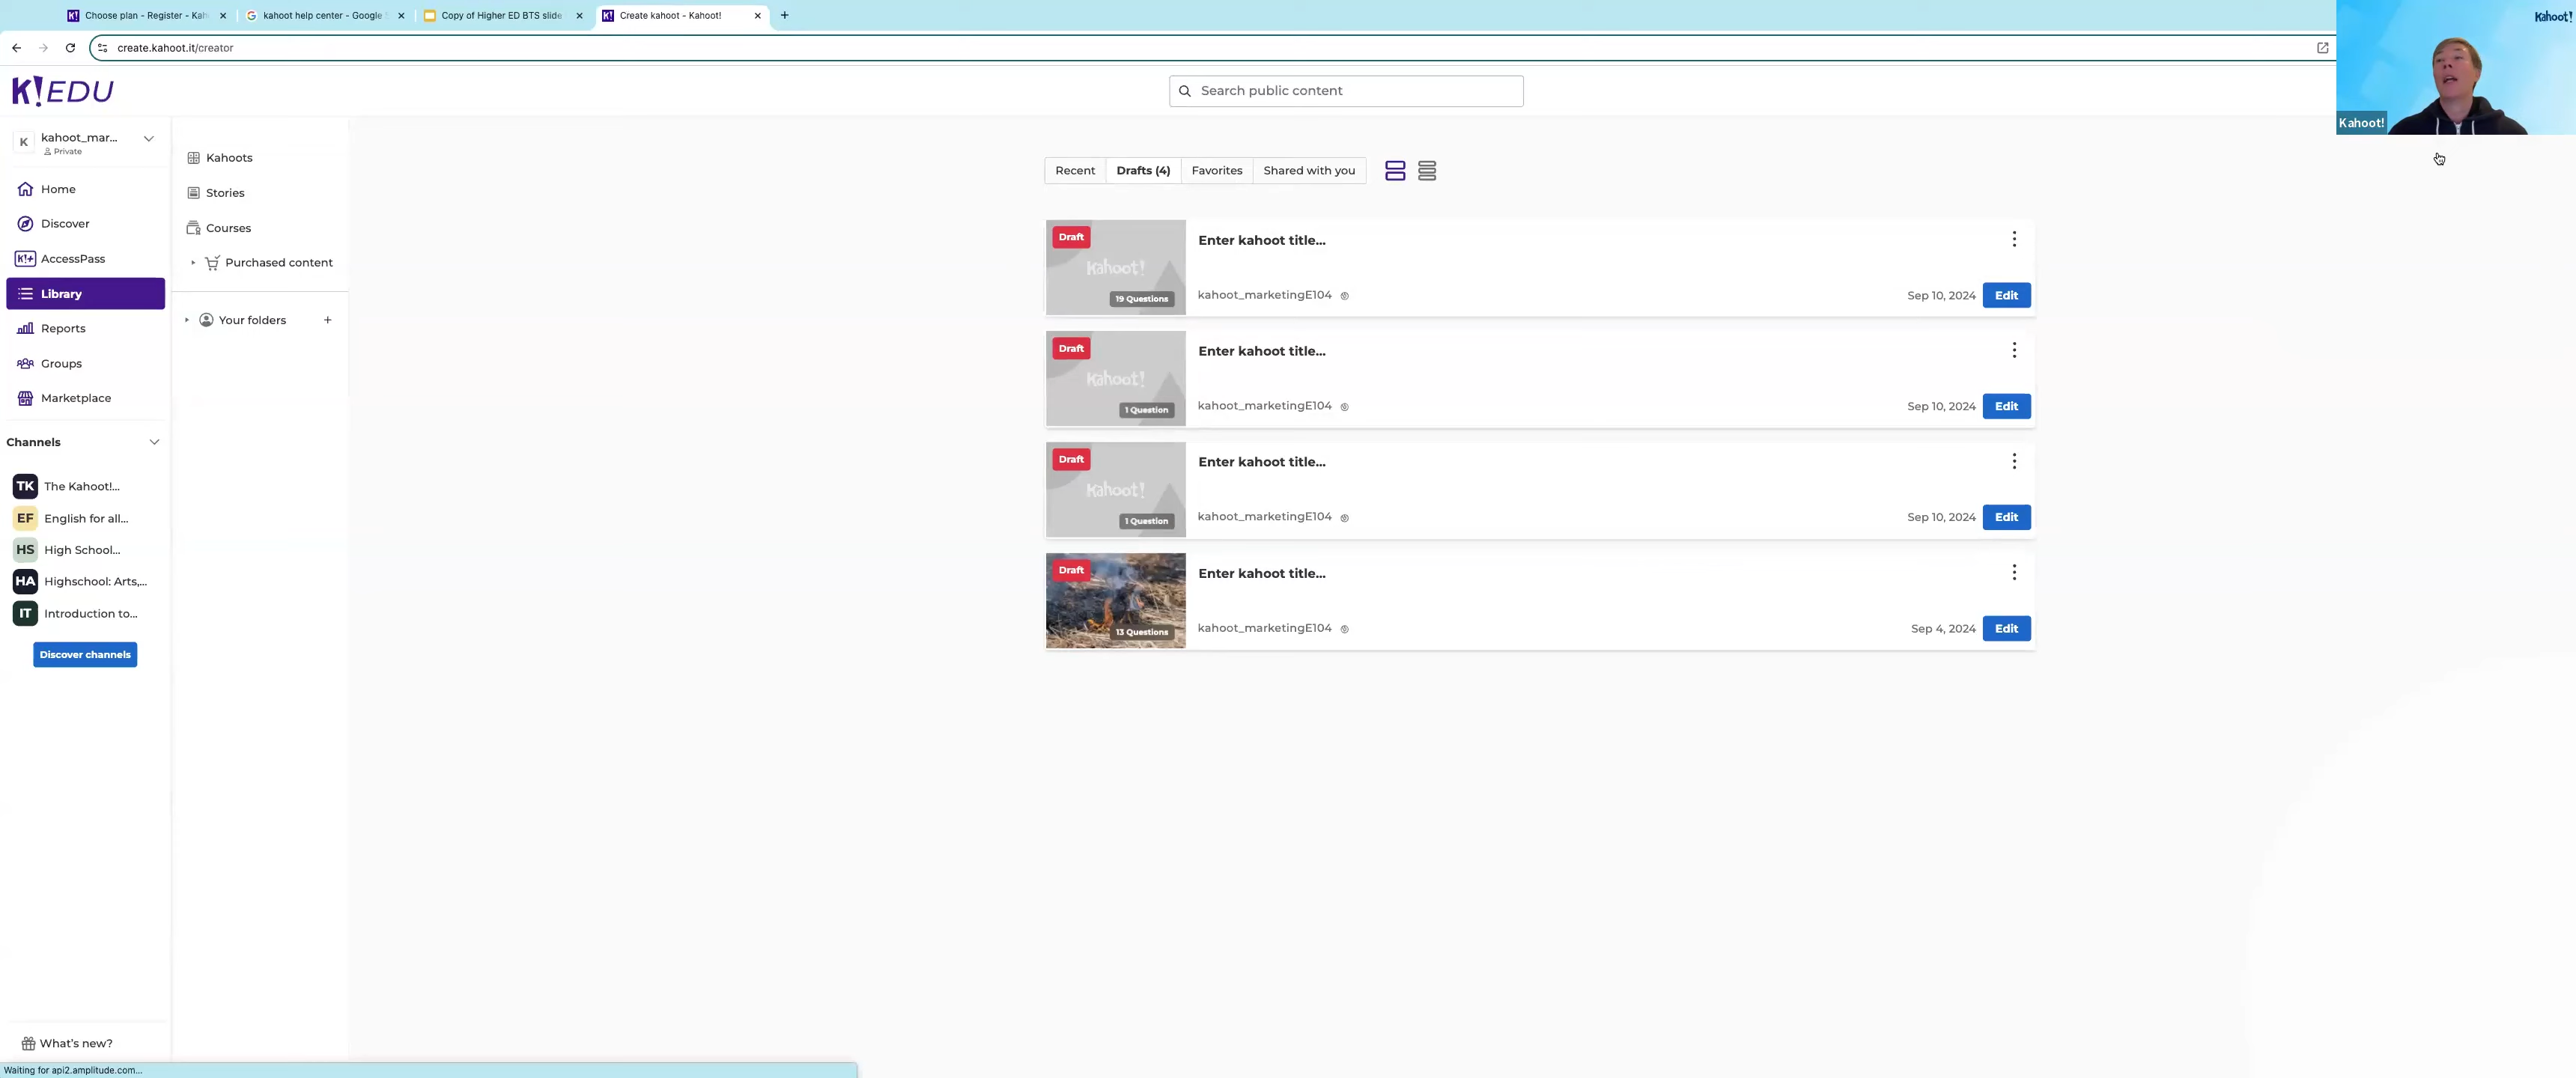 Choose plan - Register - Kah
kahoot help center - Google S
Copy of Higher ED BTS slide
Create kahoot - Kahoot!
create.kahoot.it/creator
Kahoot!
Kahoot!
K!EDU
Search public content
K
kahoot_mar...
Private
Home
Discover
K!+ AccessPass
Library
Reports
Groups
Marketplace
Channels
TK The Kahoot!...
EF English for all...
HS High School...
HA Highschool: Arts,...
IT Introduction to...
Discover channels
What's new?
Waiting for api2.amplitude.com...
Kahoots
Stories
Courses
Purchased content
Your folders +
Recent Drafts (4) Favorites Shared with you
Draft
Kahoot!
19 Questions
Enter kahoot title...
kahoot_marketingE104
Sep 10, 2024 Edit
Draft
Kahoot!
1 Question
Enter kahoot title...
kahoot_marketingE104
Sep 10, 2024 Edit
Draft
Kahoot!
1 Question
Enter kahoot title...
kahoot_marketingE104
Sep 10, 2024 Edit
Draft
13 Questions
Enter kahoot title...
kahoot_marketingE104
Sep 4, 2024 Edit